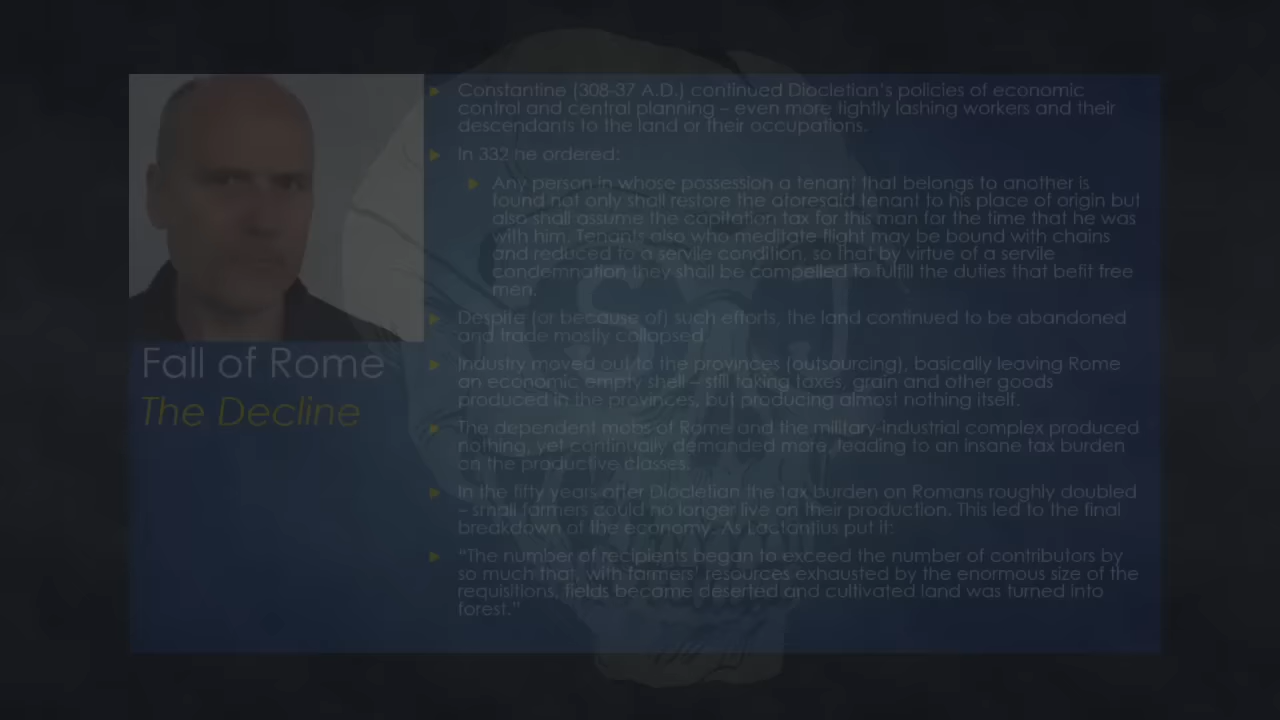 Constantine (308-37 A.D.) continued Diocletian's policies of economic
control and central planning – even more tightly lashing workers and their
descendants to the land or their occupations.
In 332 he ordered:
Any person in whose possession a tenant that belongs to another is
found not only shall restore the aforesaid tenant to his place of origin but
also shall assume the capitation tax for this man for the time that he was
with him. Tenants also who meditate flight may be bound with chains
and reduced to a servile condition, so that by virtue of a servile
condemnation they shall be compelled to fulfill the duties that befit free
men.
Despite (or because of) such efforts, the land continued to be abandoned
and trade mostly collapsed.
Industry moved out to the provinces (outsourcing), basically leaving Rome
an economic empty shell – still taking taxes, grain and other goods
produced in the provinces, but producing almost nothing itself.
The dependent mobs of Rome and the military-industrial complex produced
nothing, yet continually demanded more, leading to an insane tax burden
on the productive classes.
In the fifty years after Diocletian the tax burden on Romans roughly doubled
– small farmers could no longer live on their production. This led to the final
breakdown of the economy. As Lactantius put it:
"The number of recipients began to exceed the number of contributors by
so much that, with farmers' resources exhausted by the enormous size of the
requisitions, fields became deserted and cultivated land was turned into
forest."
Fall of Rome
The Decline